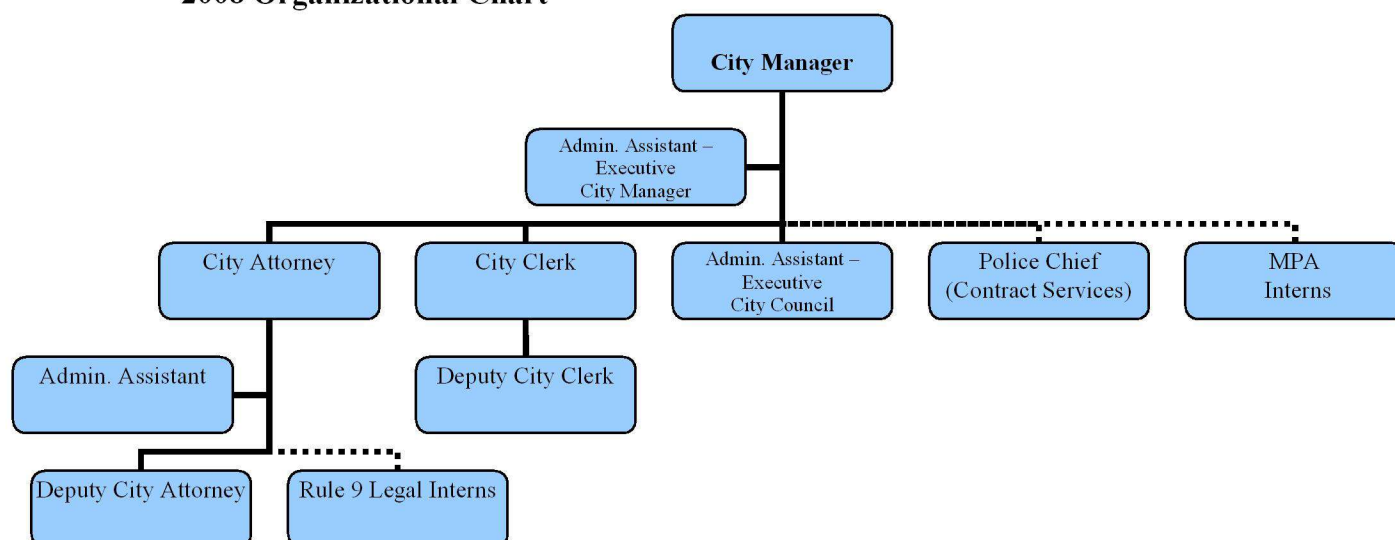 2008 Organizational Chart
City Manager
Admin. Assistant –
Executive
City Manager
City Attorney
City Clerk
Admin. Assistant –
Executive
City Council
Police Chief
(Contract Services)
MPA
Interns
Admin. Assistant
Deputy City Clerk
Deputy City Attorney
Rule 9 Legal Interns